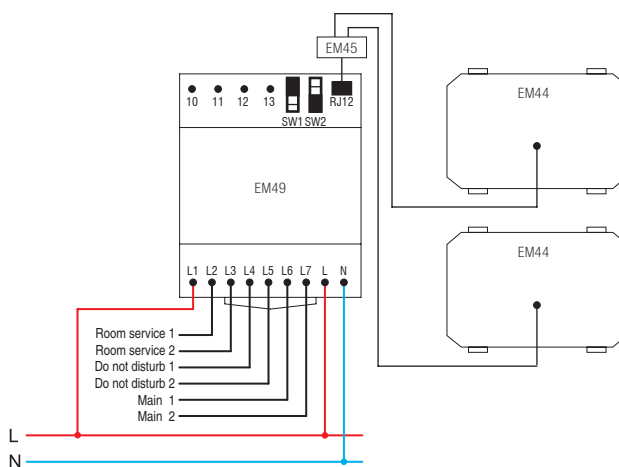 EM45
EM44
10 11 12 13 RJ12
SW1 SW2
EM49
EM44
L1 L2 L3 L4 L5 L6 L7 L N
Room service 1
Room service 2
Do not disturb 1
Do not disturb 2
Main 1
Main 2
L
N